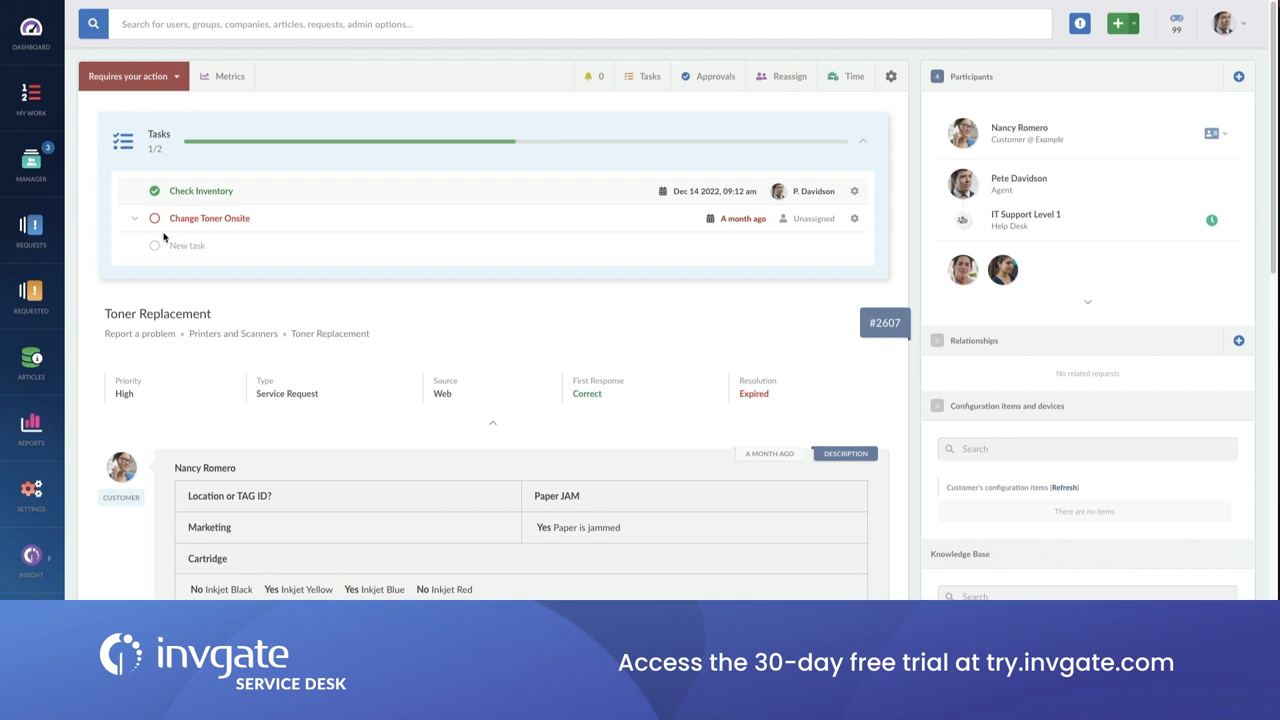 Search for users, groups, companies, articles, requests, admin options...
99
DASHBOARD
MY WORK
3
MANAGER
REQUESTS
REQUESTED
ARTICLES
REPORTS
SETTINGS
INSIGHT
Requires your action
Metrics
0
Tasks
Approvals
Reassign
Time
Tasks
1/2
Check Inventory
Dec 14 2022, 09:12 am
P. Davidson
Change Toner Onsite
A month ago
Unassigned
New task
Toner Replacement
Report a problem » Printers and Scanners » Toner Replacement
#2607
Priority
High
Type
Service Request
Source
Web
First Response
Correct
Resolution
Expired
A MONTH AGO
DESCRIPTION
CUSTOMER
Nancy Romero
Location or TAG ID?
Paper JAM
Marketing
Yes Paper is jammed
Cartridge
No Inkjet Black Yes Inkjet Yellow Yes Inkjet Blue No Inkjet Red
4
Participants
Nancy Romero
Customer @ Example
Pete Davidson
Agent
IT Support Level 1
Help Desk
0
Relationships
No related requests
0
Configuration items and devices
Search
Customer's configuration items (Refresh)
There are no items
Knowledge Base
Search
invgate
SERVICE DESK
Access the 30-day free trial at try.invgate.com